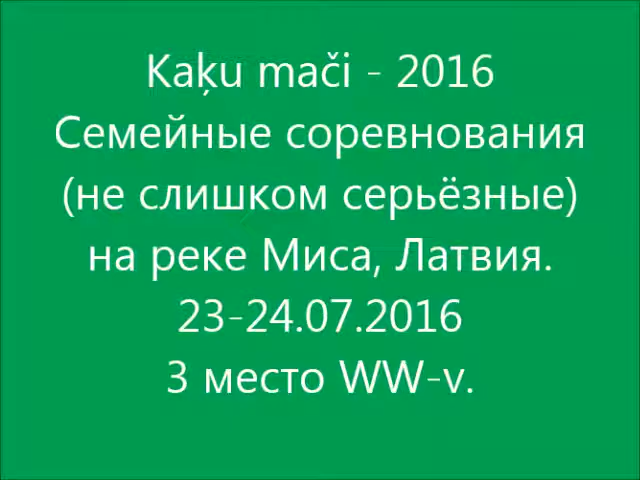 Kaķu mači - 2016
Семейные соревнования
(не слишком серьёзные)
на реке Миса, Латвия.
23-24.07.2016
3 место WW-v.